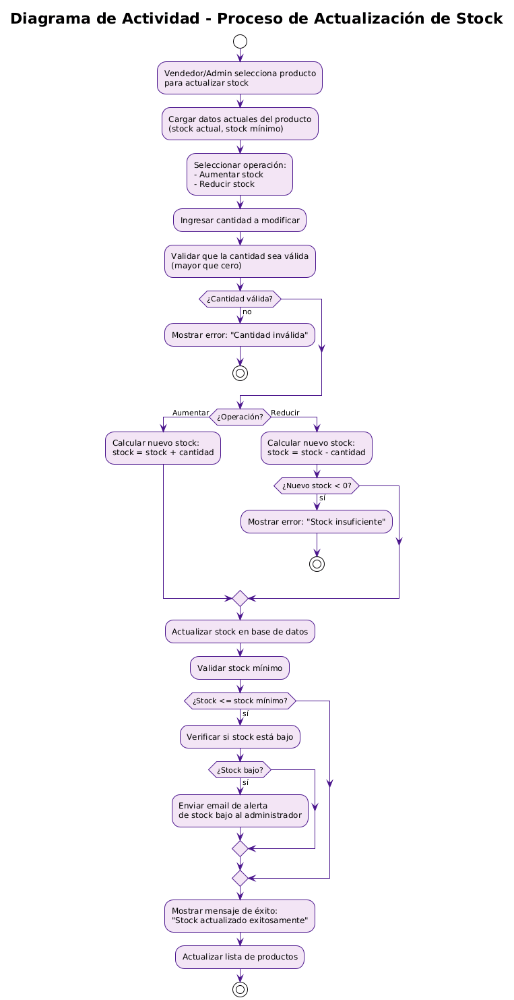 Diagrama de Actividad - Proceso de Actualización de Stock
Vendedor/Admin selecciona producto
para actualizar stock
Cargar datos actuales del producto
(stock actual, stock mínimo)
Seleccionar operación:
- Aumentar stock
- Reducir stock
Ingresar cantidad a modificar
Validar que la cantidad sea válida
(mayor que cero)
¿Cantidad válida?
no
Mostrar error: "Cantidad inválida"
Aumentar
¿Operación?
Reducir
Calcular nuevo stock:
stock = stock + cantidad
Calcular nuevo stock:
stock = stock - cantidad
¿Nuevo stock < 0?
sí
Mostrar error: "Stock insuficiente"
Actualizar stock en base de datos
Validar stock mínimo
¿Stock <= stock mínimo?
sí
Verificar si stock está bajo
¿Stock bajo?
sí
Enviar email de alerta
de stock bajo al administrador
Mostrar mensaje de éxito:
"Stock actualizado exitosamente"
Actualizar lista de productos